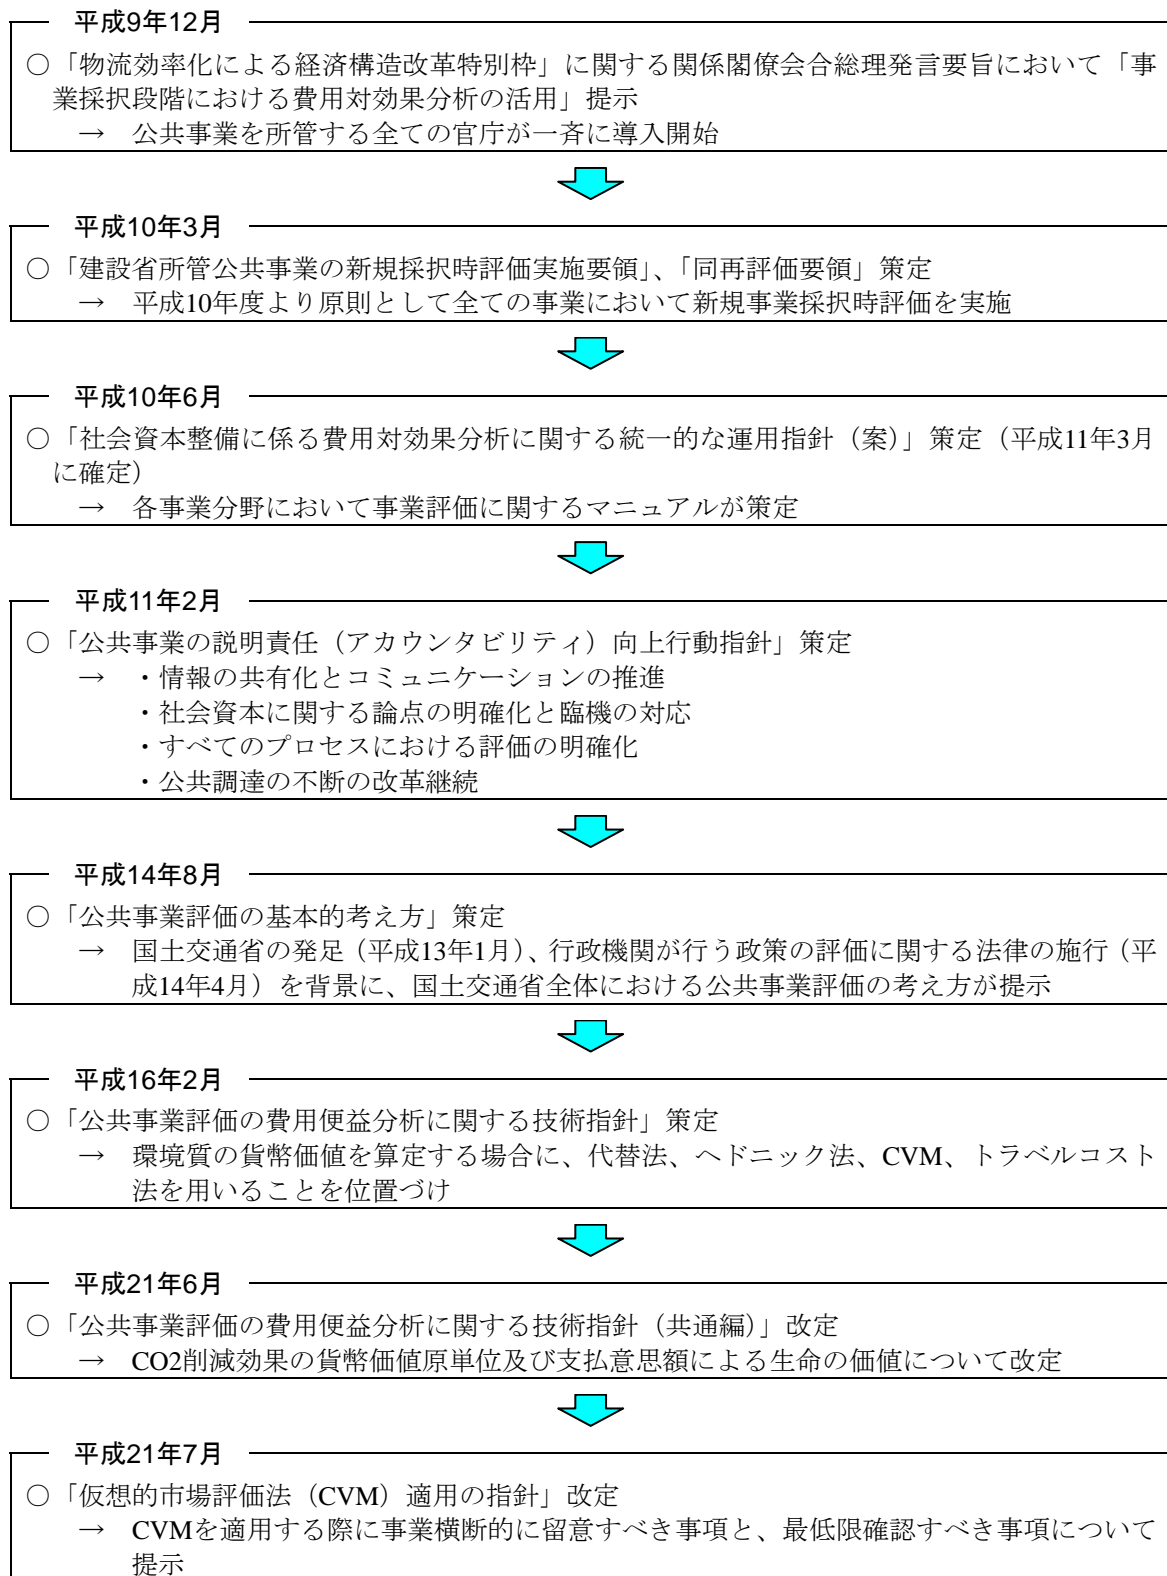 平成9年12月
○「物流効率化による経済構造改革特別枠」に関する関係閣僚会合総理発言要旨において「事
業採択段階における費用対効果分析の活用」提示
→ 公共事業を所管する全ての官庁が一斉に導入開始
平成10年3月
○「建設省所管公共事業の新規採択時評価実施要領」、「同再評価要領」策定
→ 平成10年度より原則として全ての事業において新規事業採択時評価を実施
平成10年6月
○「社会資本整備に係る費用対効果分析に関する統一的な運用指針（案）」策定（平成11年3月
に確定）
→ 各事業分野において事業評価に関するマニュアルが策定
平成11年2月
○「公共事業の説明責任（アカウンタビリティ）向上行動指針」策定
→ ・情報の共有化とコミュニケーションの推進
・社会資本に関する論点の明確化と臨機の対応
・すべてのプロセスにおける評価の明確化
・公共調達の不断の改革継続
平成14年8月
○「公共事業評価の基本的考え方」策定
→ 国土交通省の発足（平成13年1月）、行政機関が行う政策の評価に関する法律の施行（平
成14年4月）を背景に、国土交通省全体における公共事業評価の考え方が提示
平成16年2月
○「公共事業評価の費用便益分析に関する技術指針」策定
→ 環境質の貨幣価値を算定する場合に、代替法、ヘドニック法、CVM、トラベルコスト
法を用いることを位置づけ
平成21年6月
○「公共事業評価の費用便益分析に関する技術指針（共通編）」改定
→ CO2削減効果の貨幣価値原単位及び支払意思額による生命の価値について改定
平成21年7月
○「仮想的市場評価法（CVM）適用の指針」改定
→ CVMを適用する際に事業横断的に留意すべき事項と、最低限確認すべき事項について
提示